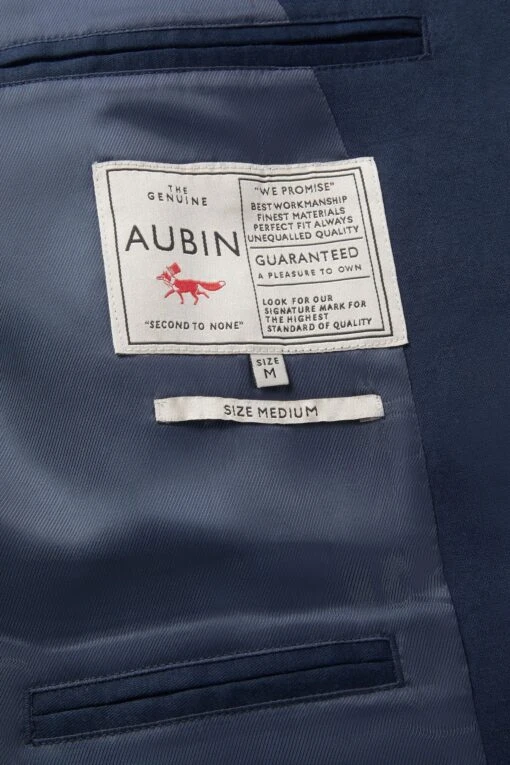 THE
GENUINE
AUBIN
"SECOND TO NONE"
"WE PROMISE"
BEST WORKMANSHIP
FINEST MATERIALS
PERFECT FIT ALWAYS
UNEQUALLED QUALITY
GUARANTEED
A PLEASURE TO OWN
LOOK FOR OUR
SIGNATURE MARK FOR
THE HIGHEST
STANDARD OF QUALITY
SIZE
M
SIZE MEDIUM